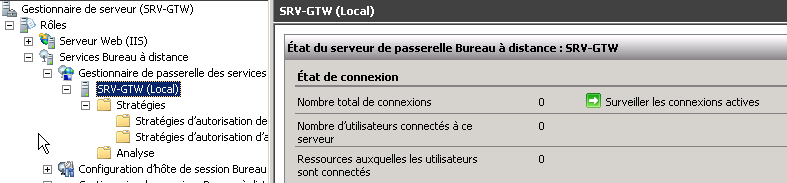 Gestionnaire de serveur (SRV-GTW)
Rôles
Serveur Web (IIS)
Services Bureau à distance
Gestionnaire de passerelle des services
SRV-GTW (Local)
Stratégies
Stratégies d'autorisation de
Stratégies d'autorisation d'a
Analyse
Configuration d'hôte de session Bureau
SRV-GTW (Local)
État du serveur de passerelle Bureau à distance : SRV-GTW
État de connexion
Nombre total de connexions 0 Surveiller les connexions actives
Nombre d'utilisateurs connectés à ce 0
serveur
Ressources auxquelles les utilisateurs 0
sont connectés